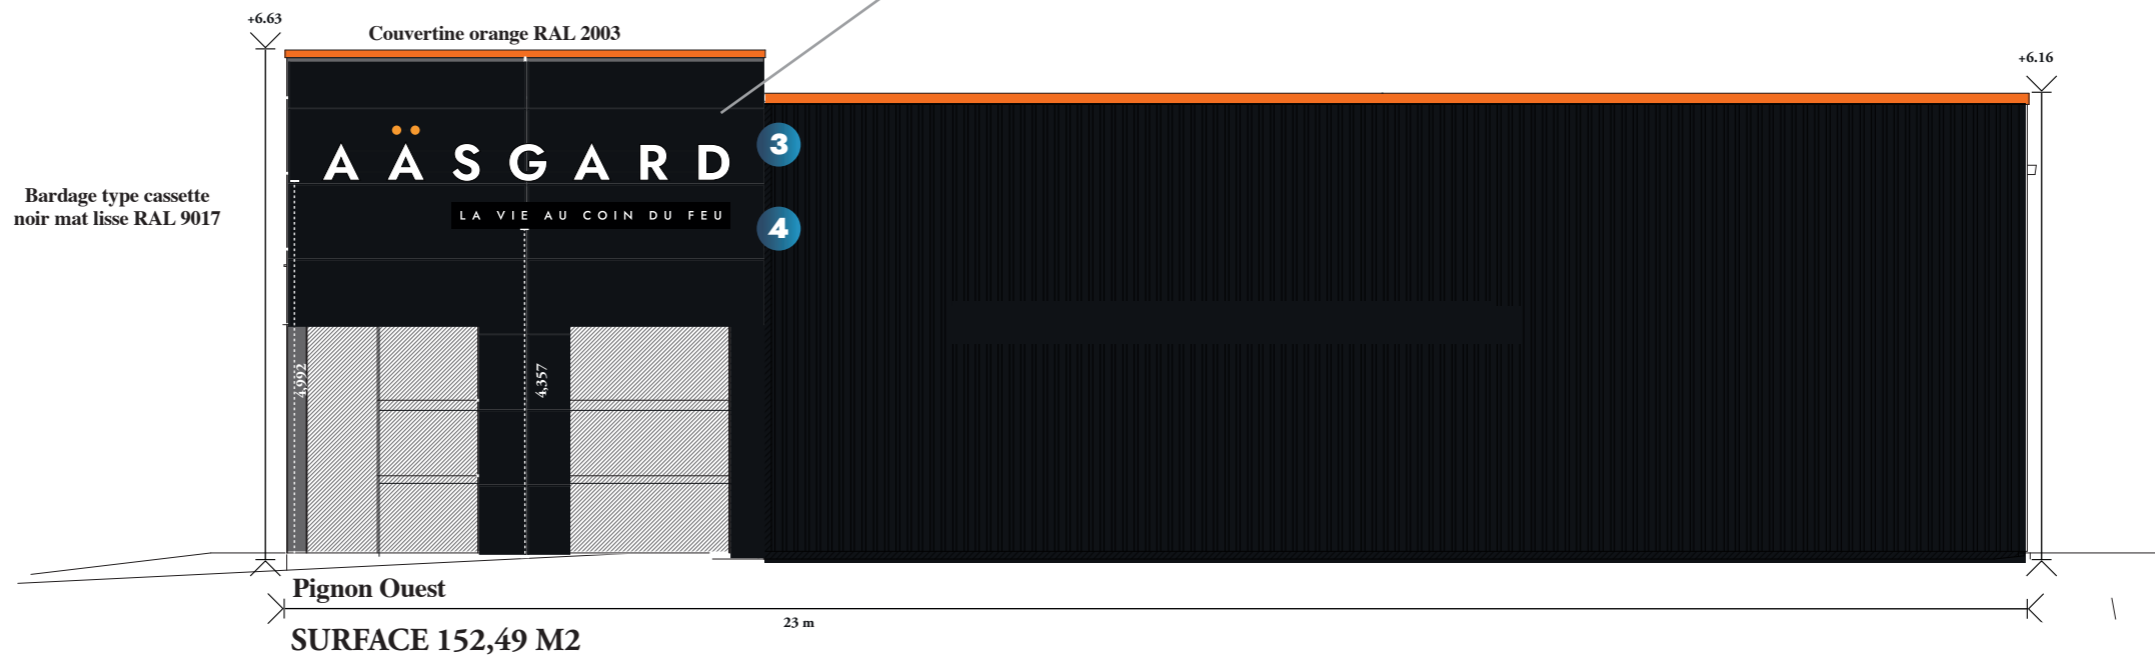 +6.63
Couvertine orange RAL 2003
+6.16
AÄSGARD
3
Bardage type cassette
noir mat lisse RAL 9017
LA VIE AU COIN DU FEU
4
4,992
4,357
Pignon Ouest
23 m
SURFACE 152,49 M2